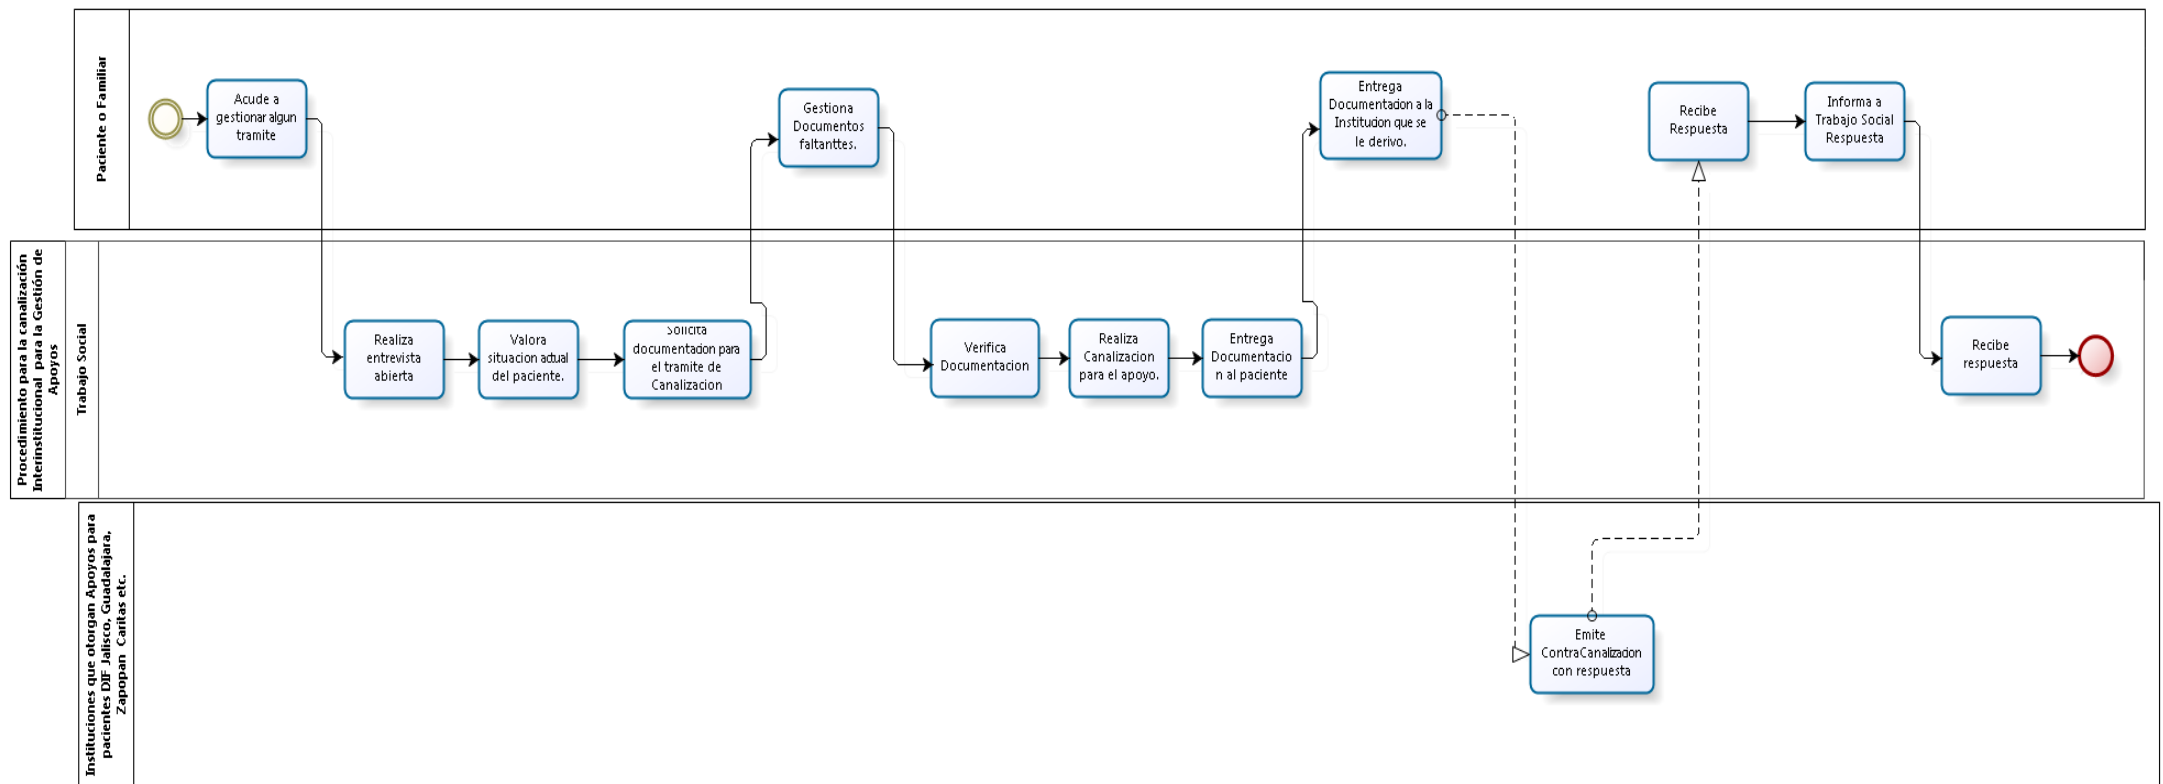 Paciente o Familiar
Acude a
gestionar algun
tramite
Gestiona
Documentos
faltanttes.
Entrega
Documentacion a la
Institucion que se
le derivo.
Recibe
Respuesta
Informa a
Trabajo Social
Respuesta
Procedimiento para la canalización
Interinstitucional para la Gestión de
Apoyos
Trabajo Social
Realiza
entrevista
abierta
Valora
situacion actual
del paciente.
Solicita
documentacion para
el tramite de
Canalizacion
Verifica
Documentacion
Realiza
Canalizacion
para el apoyo.
Entrega
Documentacio
n al paciente
Recibe
respuesta
Instituciones que otorgan Apoyos para
pacientes DIF Jalisco, Guadalajara,
Zapopan Caritas etc.
Emite
ContraCanalizacion
con respuesta